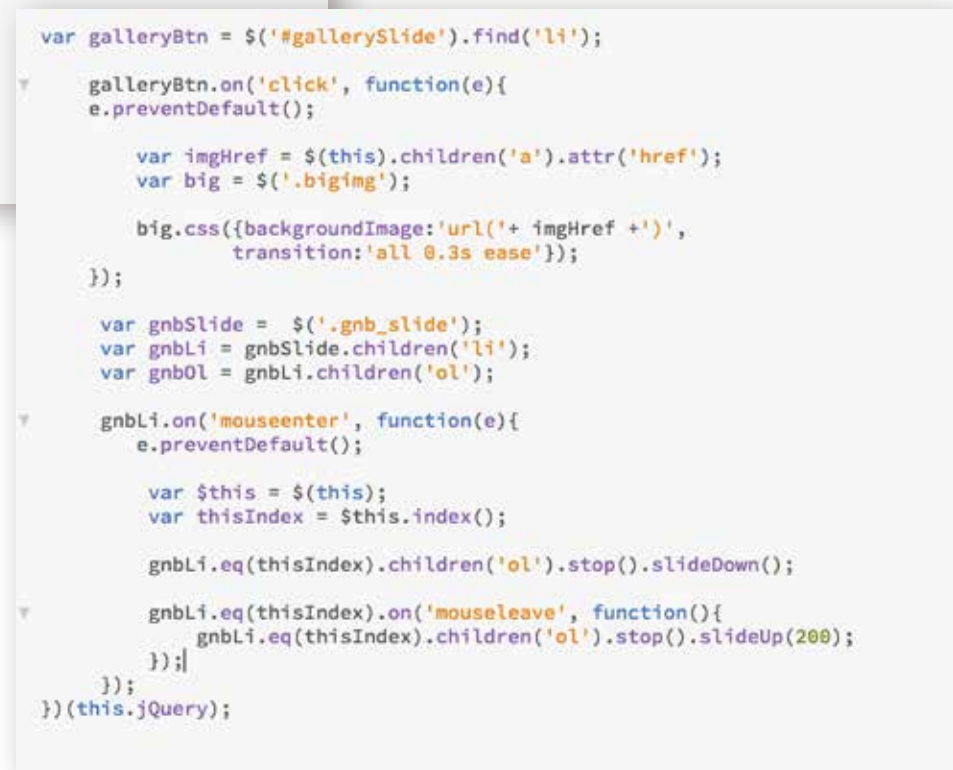 var galleryBtn = $('#gallerySlide').find('li');
galleryBtn.on('click', function(e){
e.preventDefault();
var imgHref = $(this).children('a').attr('href');
var big = $('.bigimg');
big.css({backgroundImage:'url('+ imgHref +')',
transition:'all 0.3s ease'});
});
var gnbSlide =  $('.gnb_slide');
var gnbLi = gnbSlide.children('li');
var gnbOl = gnbLi.children('ol');
gnbLi.on('mouseenter', function(e){
e.preventDefault();
var $this = $(this);
var thisIndex = $this.index();
gnbLi.eq(thisIndex).children('ol').stop().slideDown();
gnbLi.eq(thisIndex).on('mouseleave', function(){
gnbLi.eq(thisIndex).children('ol').stop().slideUp(200);
});
});
})(this.jQuery);